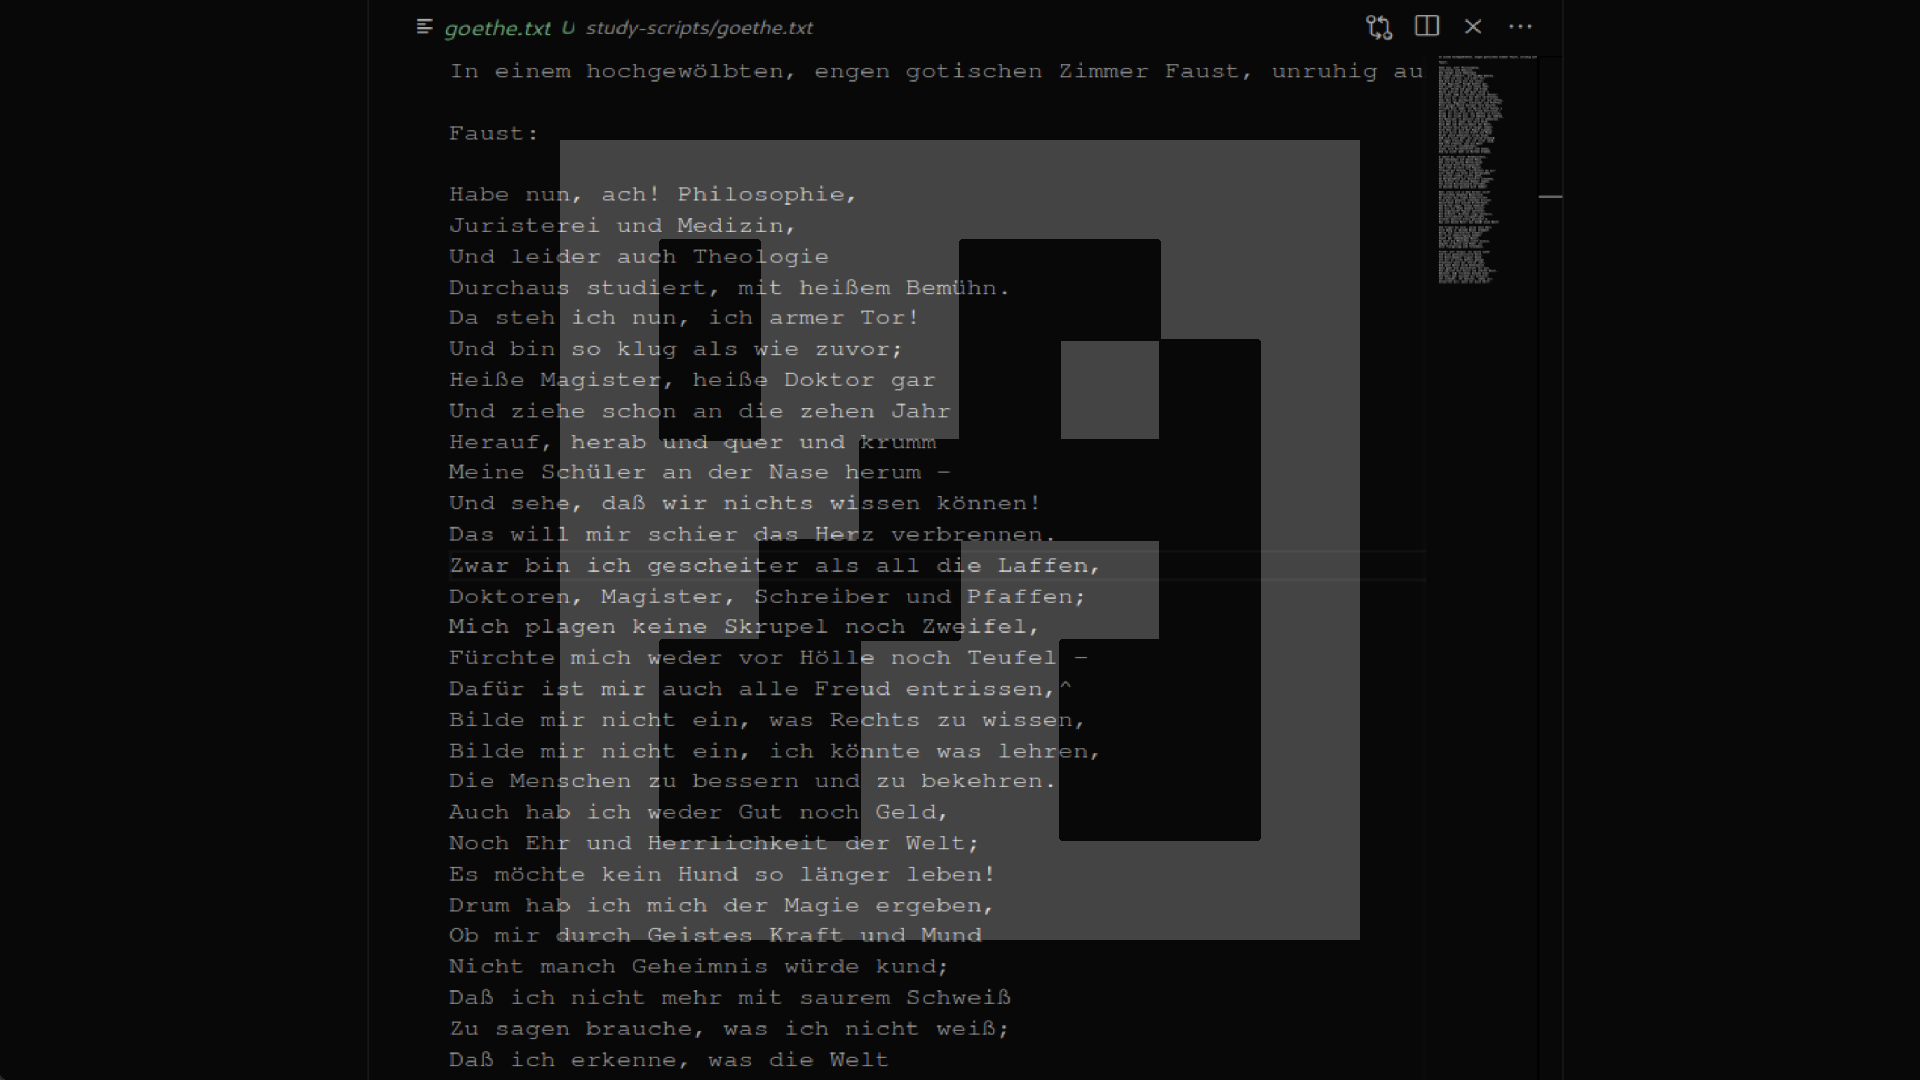 goethe.txt U study-scripts/goethe.txt
In einem hochgewölbten, engen gotischen Zimmer Faust, unruhig au
Faust:
Habe nun, ach! Philosophie,
Juristerei und Medizin,
Und leider auch Theologie
Durchaus studiert, mit heißem Bemühn.
Da steh ich nun, ich armer Tor!
Und bin so klug als wie zuvor;
Heiße Magister, heiße Doktor gar
Und ziehe schon an die zehen Jahr
Herauf, herab und quer und krumm
Meine Schüler an der Nase herum –
Und sehe, daß wir nichts wissen können!
Das will mir schier das Herz verbrennen.
Zwar bin ich gescheiter als all die Laffen,
Doktoren, Magister, Schreiber und Pfaffen;
Mich plagen keine Skrupel noch Zweifel,
Fürchte mich weder vor Hölle noch Teufel –
Dafür ist mir auch alle Freud entrissen,^
Bilde mir nicht ein, was Rechts zu wissen,
Bilde mir nicht ein, ich könnte was lehren,
Die Menschen zu bessern und zu bekehren.
Auch hab ich weder Gut noch Geld,
Noch Ehr und Herrlichkeit der Welt;
Es möchte kein Hund so länger leben!
Drum hab ich mich der Magie ergeben,
Ob mir durch Geistes Kraft und Mund
Nicht manch Geheimnis würde kund;
Daß ich nicht mehr mit saurem Schweiß
Zu sagen brauche, was ich nicht weiß;
Daß ich erkenne, was die Welt